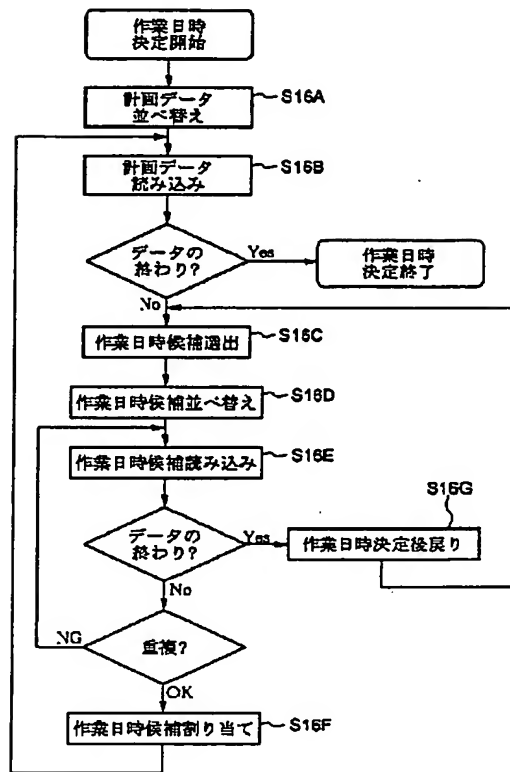 作業日時
決定開始
計画データ
並べ替え
S16A
計画データ
読み込み
S16B
データの
終わり?
Yes
作業日時
決定終了
No
作業日時候補選出
S16C
作業日時候補並べ替え
S16D
作業日時候補読み込み
S16E
データの
終わり?
Yes
S16G
作業日時決定後戻り
No
重複?
NG
OK
作業日時候補割り当て
S16F